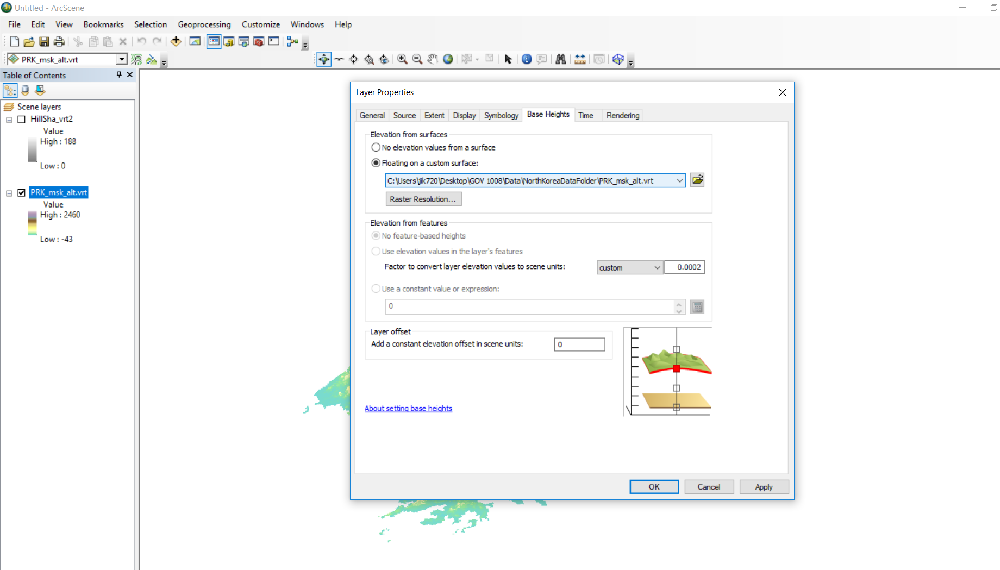 Untitled - ArcScene
File Edit View Bookmarks Selection Geoprocessing Customize Windows Help
PRK_msk_alt.vrt
Table of Contents
Scene layers
HillSha_vrt2
Value
High : 188
Low : 0
PRK_msk_alt.vrt
Value
High : 2460
Low : -43
Layer Properties
General Source Extent Display Symbology Base Heights Time Rendering
Elevation from surfaces
No elevation values from a surface
Floating on a custom surface:
C:\Users\jik720\Desktop\GOV 1008\Data\NorthKoreaDataFolder\PRK_msk_alt.vrt
Raster Resolution...
Elevation from features
No feature-based heights
Use elevation values in the layer's features
Factor to convert layer elevation values to scene units: custom 0.0002
Use a constant value or expression:
0
Layer offset
Add a constant elevation offset in scene units: 0
About setting base heights
OK Cancel Apply